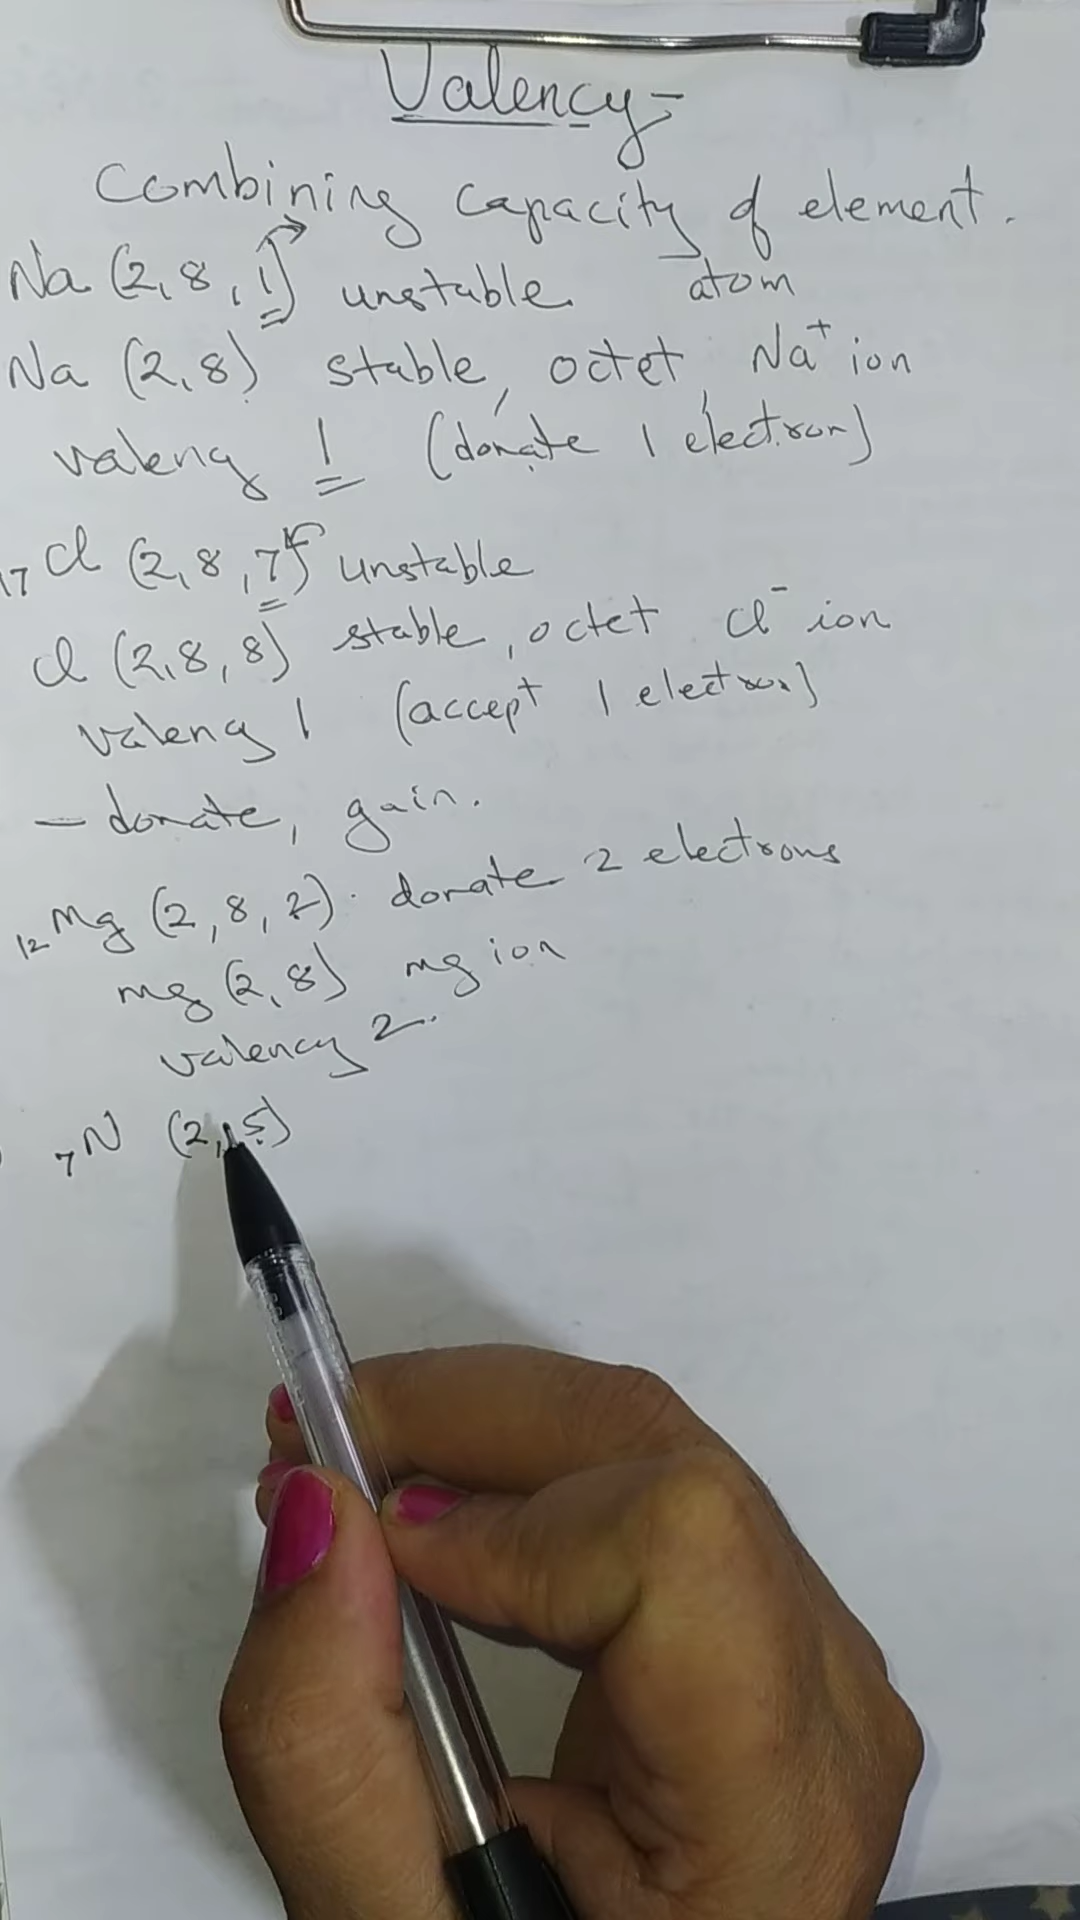 Valency-
Combining capacity of element.
Na (2,8,1) unstable. atom
Na (2,8) stable, octet, Na⁺ ion
valency 1 (donate 1 electron)
17 Cl (2,8,7) unstable
Cl (2,8,8) stable, octet Cl⁻ ion
valency 1 (accept 1 electron)
- donate, gain.
12 Mg (2,8,2). donate 2 electrons
mg (2,8) mg ion
valency 2.
7 N (2,5)